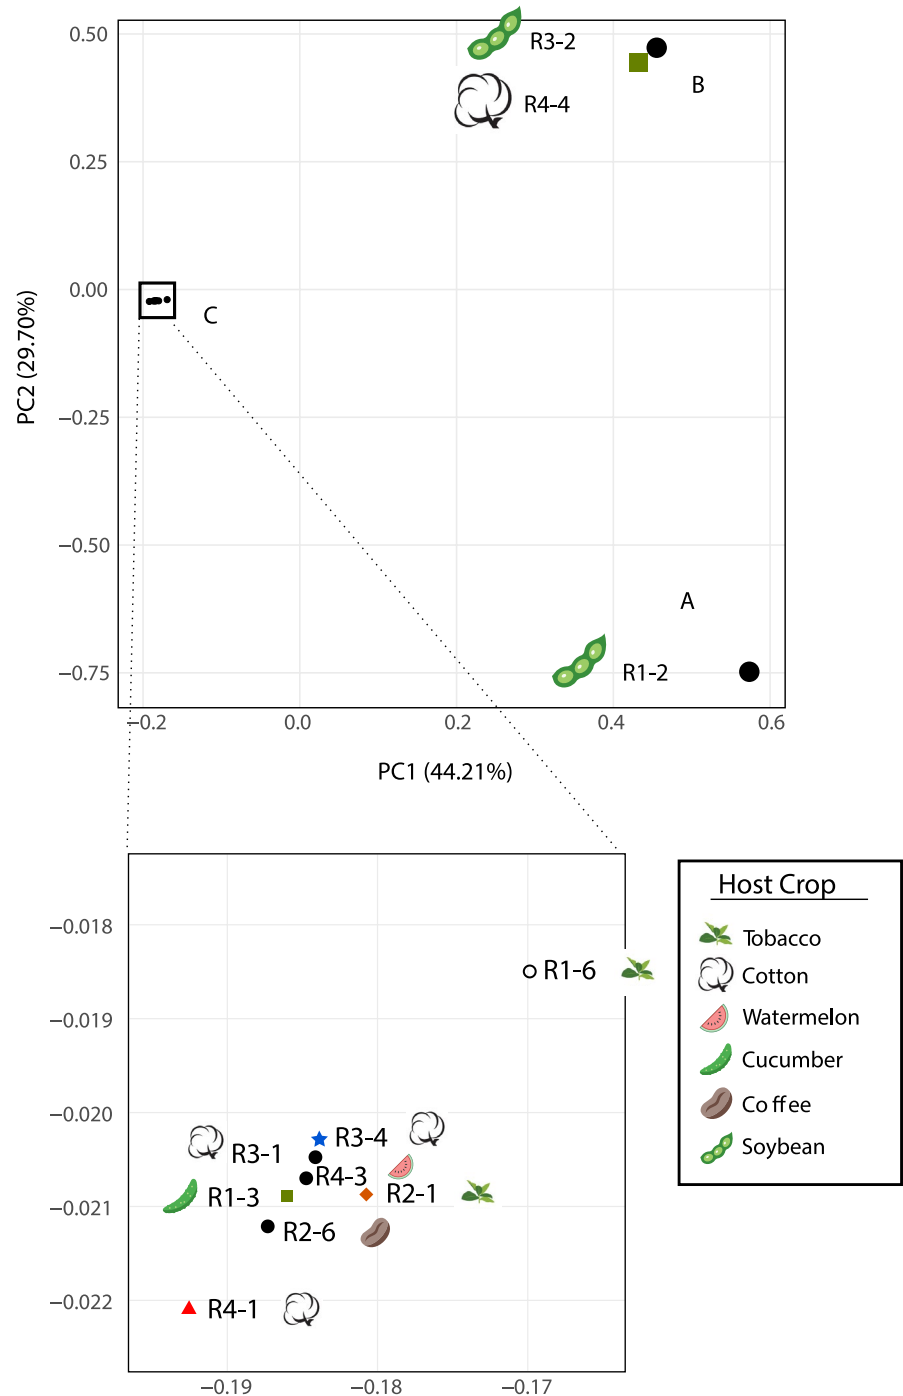 0.50
R3-2
B
R4-4
0.25
0.00
C
PC2 (29.70%)
−0.25
−0.50
A
R1-2
−0.75
−0.2
0.0
0.2
0.4
0.6
PC1 (44.21%)
Host Crop
−0.018
Tobacco
R1-6
Cotton
−0.019
Watermelon
Cucumber
−0.020
Coffee
R3-4
R3-1
Soybean
R4-3
R1-3
R2-1
−0.021
R2-6
−0.022
R4-1
−0.19
−0.18
−0.17